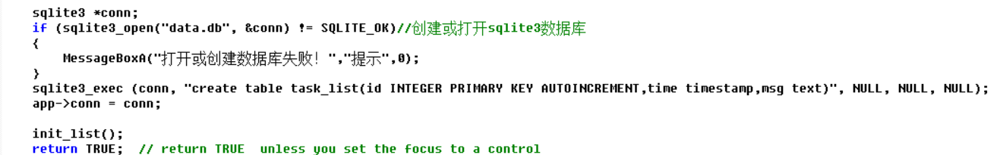 sqlite3 *conn;
if (sqlite3_open("data.db", &conn) != SQLITE_OK)//创建或打开sqlite3数据库
{
MessageBoxA("打开或创建数据库失败！","提示",0);
}
sqlite3_exec (conn, "create table task_list(id INTEGER PRIMARY KEY AUTOINCREMENT,time timestamp,msg text)", NULL, NULL, NULL);
app->conn = conn;
init_list();
return TRUE;  // return TRUE  unless you set the focus to a control